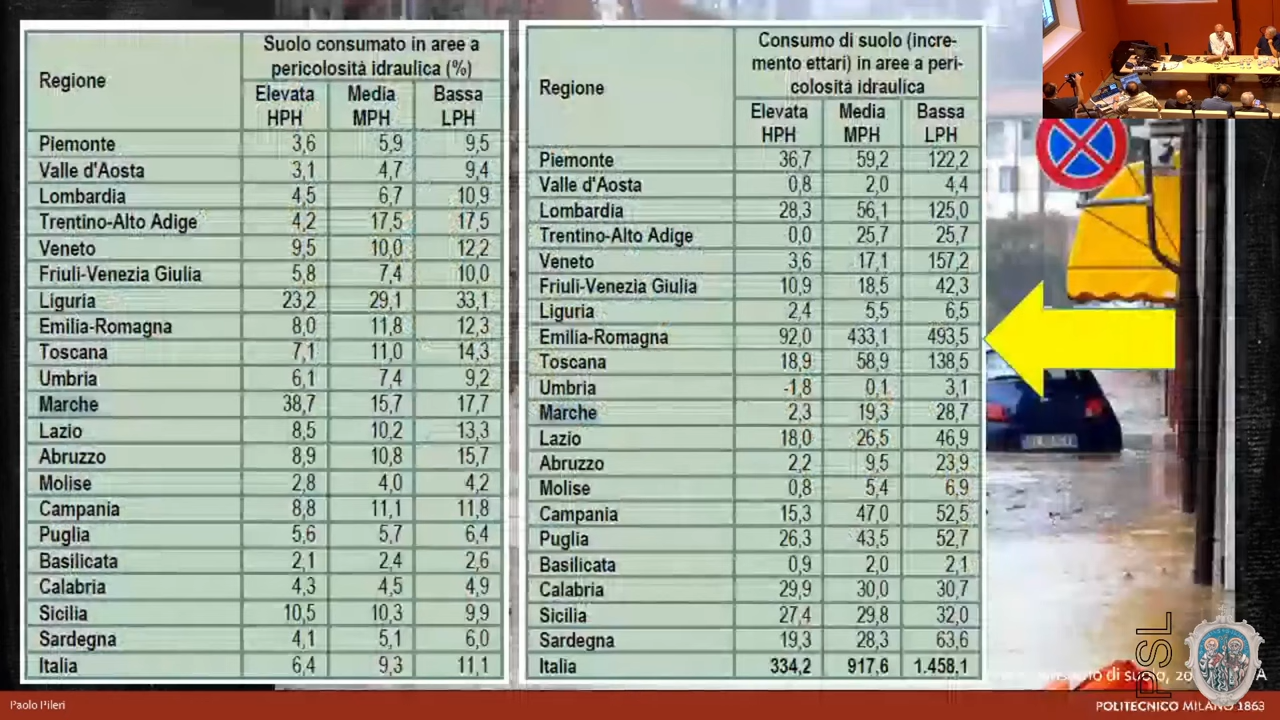 Regione Suolo consumato in aree a
pericolosità idraulica (%)
Elevata Media Bassa
HPH MPH LPH
Piemonte 3,6 5,9 9,5
Valle d'Aosta 3,1 4,7 9,4
Lombardia 4,5 6,7 10,9
Trentino-Alto Adige 4,2 17,5 17,5
Veneto 9,5 10,0 12,2
Friuli-Venezia Giulia 5,8 7,4 10,0
Liguria 23,2 29,1 33,1
Emilia-Romagna 8,0 11,8 12,3
Toscana 7,1 11,0 14,3
Umbria 6,1 7,4 9,2
Marche 38,7 15,7 17,7
Lazio 8,5 10,2 13,3
Abruzzo 8,9 10,8 15,7
Molise 2,8 4,0 4,2
Campania 8,8 11,1 11,8
Puglia 5,6 5,7 6,4
Basilicata 2,1 2,4 2,6
Calabria 4,3 4,5 4,9
Sicilia 10,5 10,3 9,9
Sardegna 4,1 5,1 6,0
Italia 6,4 9,3 11,1
Regione Consumo di suolo (incre-
mento ettari) in aree a peri-
colosità idraulica
Elevata Media Bassa
HPH MPH LPH
Piemonte 36,7 59,2 122,2
Valle d'Aosta 0,8 2,0 4,4
Lombardia 28,3 56,1 125,0
Trentino-Alto Adige 0,0 25,7 25,7
Veneto 3,6 17,1 157,2
Friuli-Venezia Giulia 10,9 18,5 42,3
Liguria 2,4 5,5 6,5
Emilia-Romagna 92,0 433,1 493,5
Toscana 18,9 58,9 138,5
Umbria -1,8 0,1 3,1
Marche 2,3 19,3 28,7
Lazio 18,0 26,5 46,9
Abruzzo 2,2 9,5 23,9
Molise 0,8 5,4 6,9
Campania 15,3 47,0 52,5
Puglia 26,3 43,5 52,7
Basilicata 0,9 2,0 2,1
Calabria 29,9 30,0 30,7
Sicilia 27,4 29,8 32,0
Sardegna 19,3 28,3 63,6
Italia 334,2 917,6 1.458,1
di suolo,
PSL
Paolo Pileri
POLITECNICO MILANO 1863